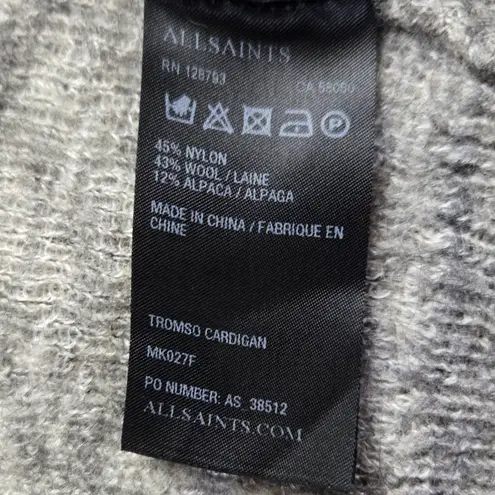 ALLSAINTS
RN 128793 CA 58060
45% NYLON
43% WOOL / LAINE
12% ALPACA / ALPAGA
MADE IN CHINA / FABRIQUE EN
CHINE
TROMSO CARDIGAN
MK027F
PO NUMBER: AS_38512
ALLSAINTS.COM